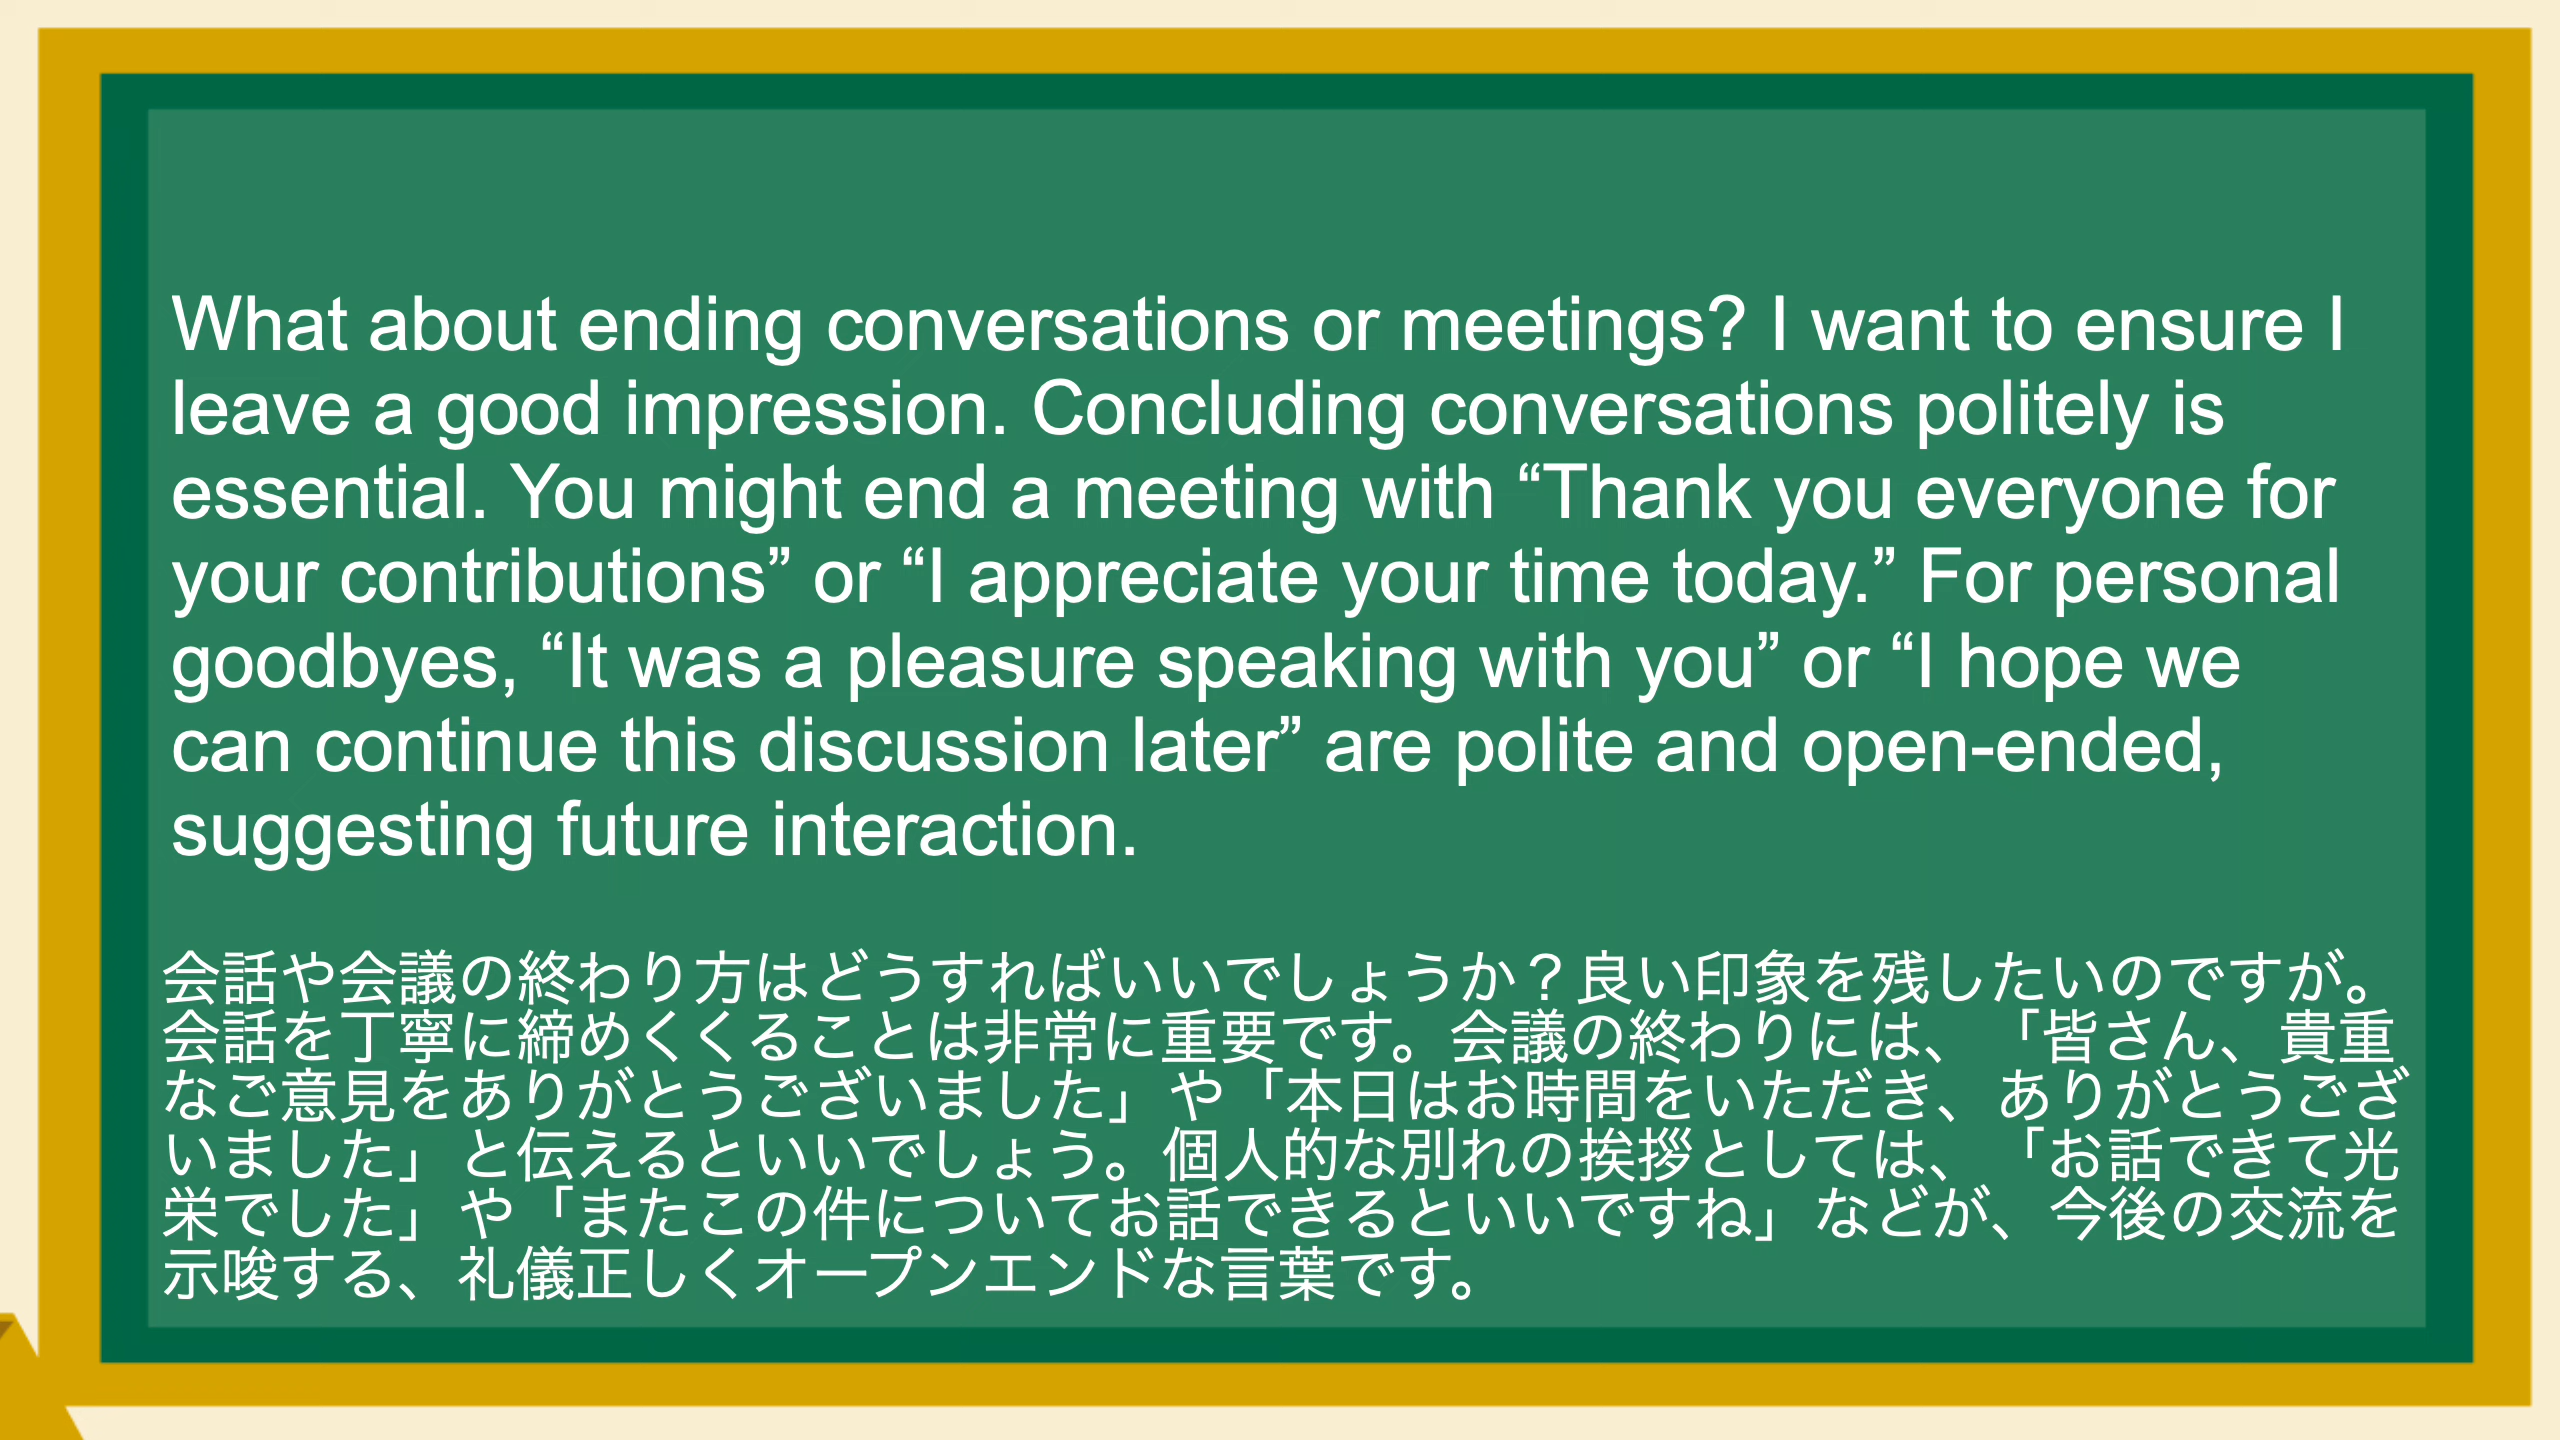 What about ending conversations or meetings? I want to ensure I
leave a good impression. Concluding conversations politely is
essential. You might end a meeting with “Thank you everyone for
your contributions” or “I appreciate your time today.” For personal
goodbyes, “It was a pleasure speaking with you” or “I hope we
can continue this discussion later” are polite and open-ended,
suggesting future interaction.
会話や会議の終わり方はどうすればいいでしょうか？良い印象を残したいのですが。
会話を丁寧に締めくくることは非常に重要です。会議の終わりには、「皆さん、貴重
なご意見をありがとうございました」や「本日はお時間をいただき、ありがとうござ
いました」と伝えるといいでしょう。個人的な別れの挨拶としては、「お話できて光
栄でした」や「またこの件についてお話できるといいですね」などが、今後の交流を
示唆する、礼儀正しくオープンエンドな言葉です。